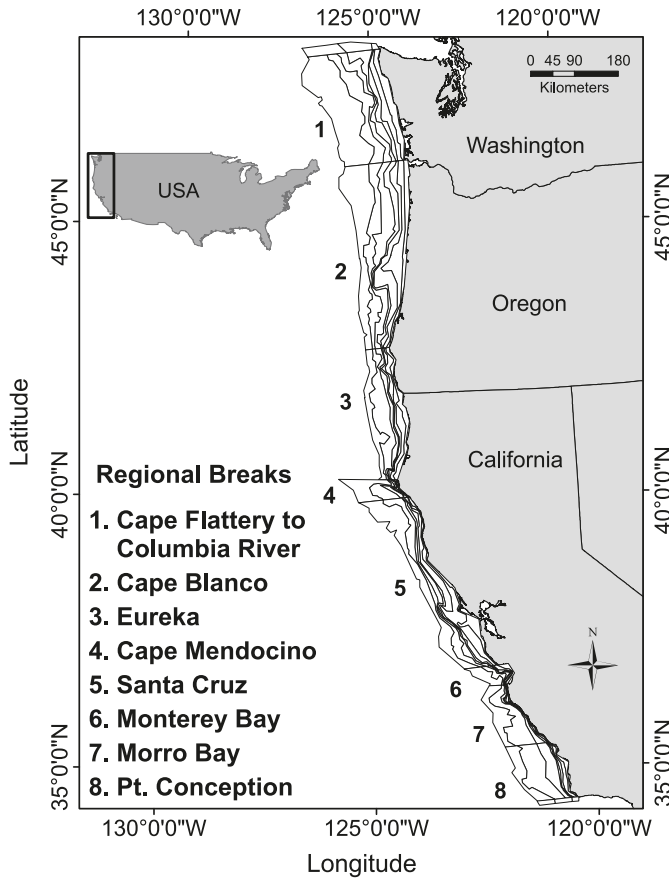 130°0'0"W
125°0'0"W
120°0'0"W
0 45 90 180
Kilometers
1
Washington
USA
45°0'0"N
45°0'0"N
2
Oregon
3
Latitude
California
Regional Breaks
40°0'0"N
4
40°0'0"N
1. Cape Flattery to
Columbia River
2. Cape Blanco
5
3. Eureka
N
4. Cape Mendocino
5. Santa Cruz
6
6. Monterey Bay
7
7. Morro Bay
35°0'0"N
35°0'0"N
8. Pt. Conception
8
130°0'0"W
125°0'0"W
120°0'0"W
Longitude